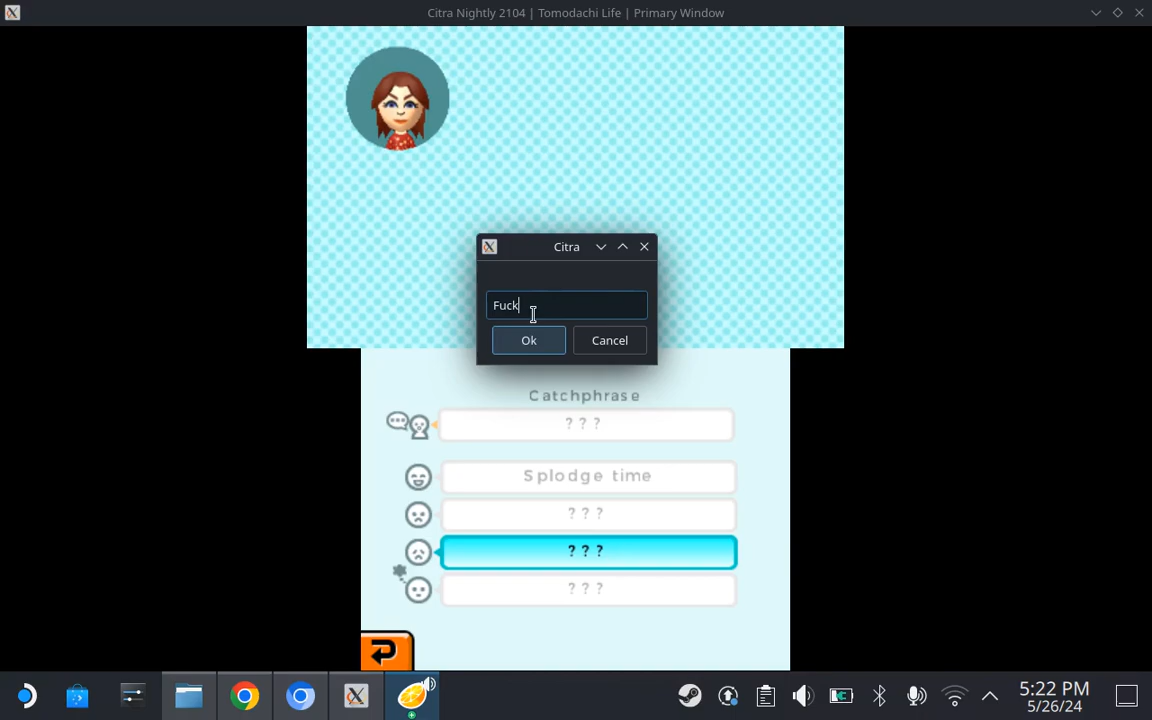 Citra Nightly 2104 | Tomodachi Life | Primary Window
Citra
Fuck
Ok
Cancel
Catchphrase
???
Splodge time
???
???
???
5:22 PM
5/26/24